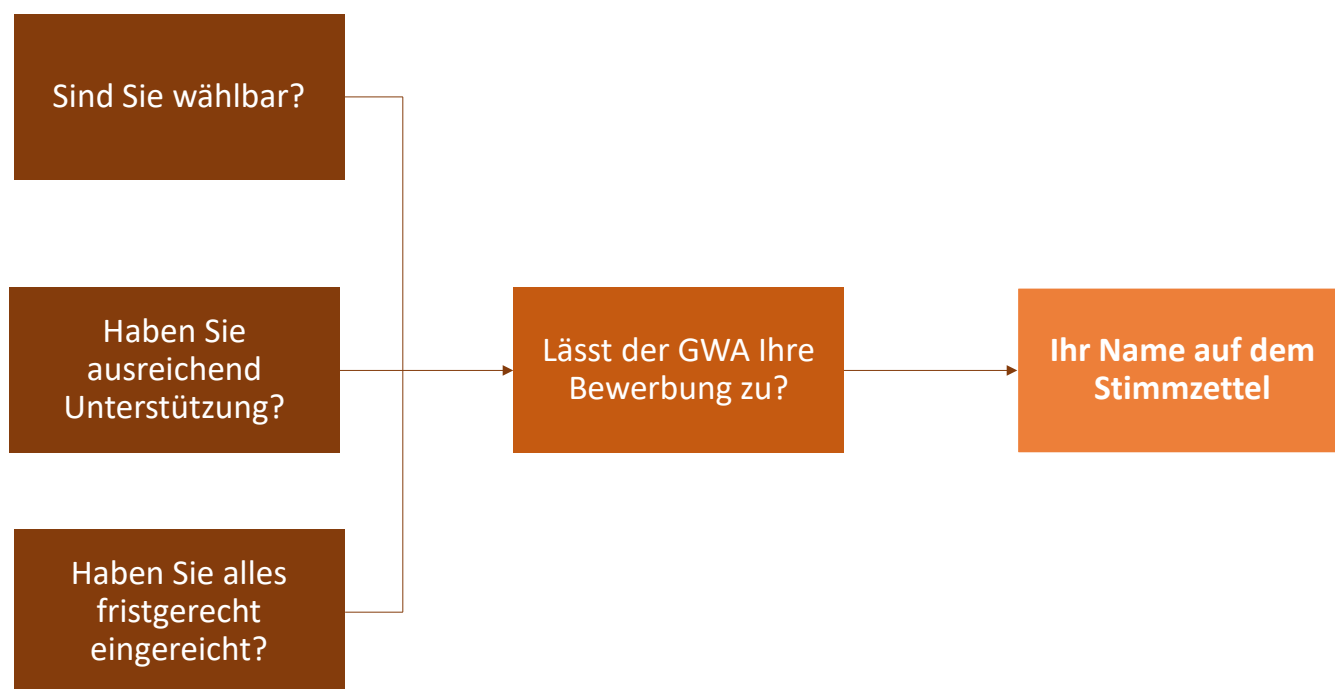 Sind Sie wählbar?
Haben Sie
ausreichend
Unterstützung?
Haben Sie alles
fristgerecht
eingereicht?
Lässt der GWA Ihre
Bewerbung zu?
Ihr Name auf dem
Stimmzettel